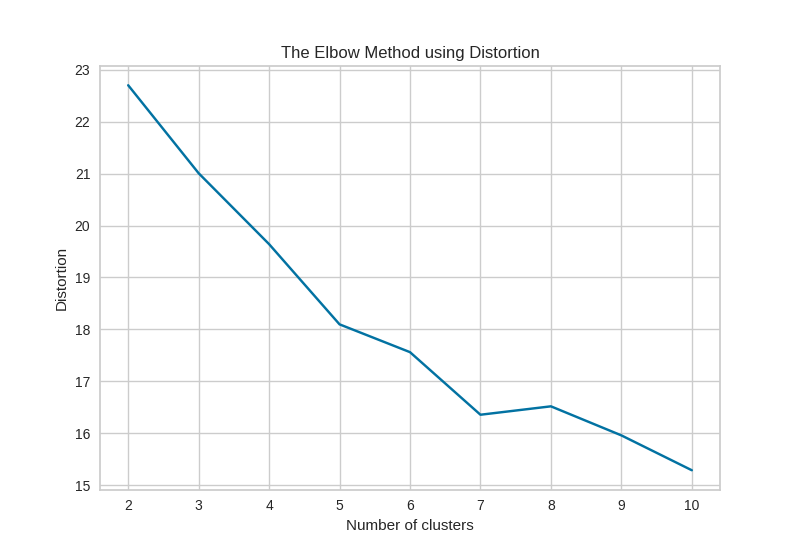 The Elbow Method using Distortion
23
22
21
20
19
18
17
16
15
Distortion
2 3 4 5 6 7 8 9 10
Number of clusters